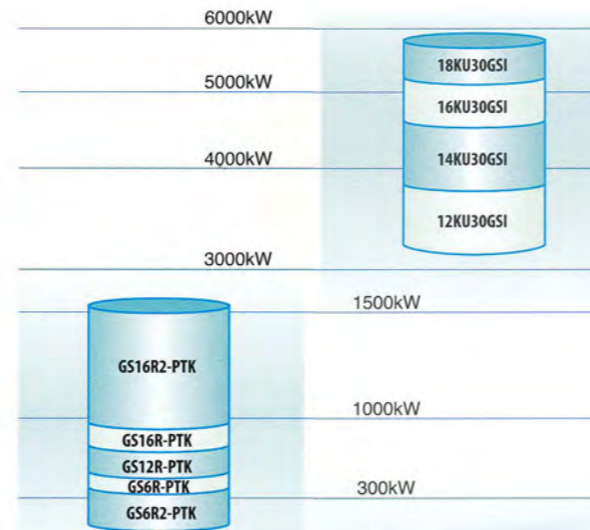 6000kW
18KU30GSI
5000kW
16KU30GSI
14KU30GSI
4000kW
12KU30GSI
3000kW
1500kW
GS16R2-PTK
1000kW
GS16R-PTK
GS12R-PTK
GS6R-PTK
300kW
GS6R2-PTK